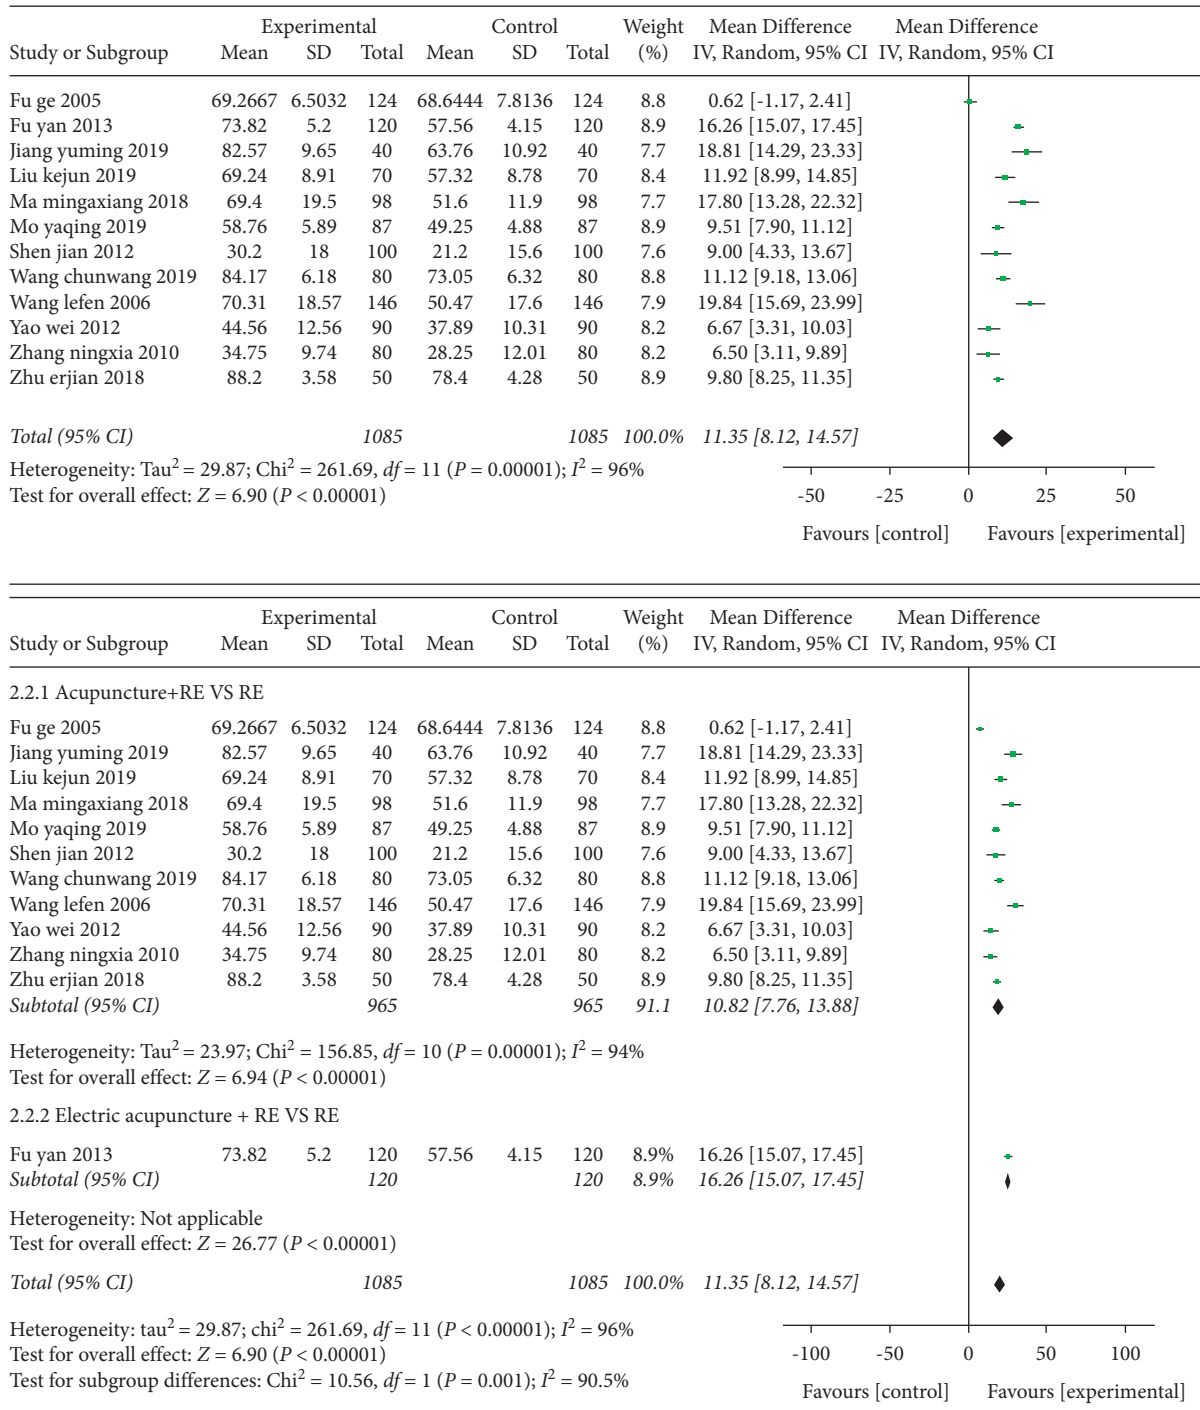 Experimental Control Weight Mean Difference Mean Difference
Study or Subgroup Mean SD Total Mean SD Total (%) IV, Random, 95% CI IV, Random, 95% CI
Fu ge 2005 69.2667 6.5032 124 68.6444 7.8136 124 8.8 0.62 [-1.17, 2.41]
Fu yan 2013 73.82 5.2 120 57.56 4.15 120 8.9 16.26 [15.07, 17.45]
Jiang yuming 2019 82.57 9.65 40 63.76 10.92 40 7.7 18.81 [14.29, 23.33]
Liu kejun 2019 69.24 8.91 70 57.32 8.78 70 8.4 11.92 [8.99, 14.85]
Ma mingaxiang 2018 69.4 19.5 98 51.6 11.9 98 7.7 17.80 [13.28, 22.32]
Mo yaqing 2019 58.76 5.89 87 49.25 4.88 87 8.9 9.51 [7.90, 11.12]
Shen jian 2012 30.2 18 100 21.2 15.6 100 7.6 9.00 [4.33, 13.67]
Wang chunwang 2019 84.17 6.18 80 73.05 6.32 80 8.8 11.12 [9.18, 13.06]
Wang lefen 2006 70.31 18.57 146 50.47 17.6 146 7.9 19.84 [15.69, 23.99]
Yao wei 2012 44.56 12.56 90 37.89 10.31 90 8.2 6.67 [3.31, 10.03]
Zhang ningxia 2010 34.75 9.74 80 28.25 12.01 80 8.2 6.50 [3.11, 9.89]
Zhu erjian 2018 88.2 3.58 50 78.4 4.28 50 8.9 9.80 [8.25, 11.35]
Total (95% CI) 1085 1085 100.0% 11.35 [8.12, 14.57]
Heterogeneity: Tau² = 29.87; Chi² = 261.69, df = 11 (P = 0.00001); I² = 96%
Test for overall effect: Z = 6.90 (P < 0.00001)
-50 -25 0 25 50
Favours [control] Favours [experimental]
Experimental Control Weight Mean Difference Mean Difference
Study or Subgroup Mean SD Total Mean SD Total (%) IV, Random, 95% CI IV, Random, 95% CI
2.2.1 Acupuncture+RE VS RE
Fu ge 2005 69.2667 6.5032 124 68.6444 7.8136 124 8.8 0.62 [-1.17, 2.41]
Jiang yuming 2019 82.57 9.65 40 63.76 10.92 40 7.7 18.81 [14.29, 23.33]
Liu kejun 2019 69.24 8.91 70 57.32 8.78 70 8.4 11.92 [8.99, 14.85]
Ma mingaxiang 2018 69.4 19.5 98 51.6 11.9 98 7.7 17.80 [13.28, 22.32]
Mo yaqing 2019 58.76 5.89 87 49.25 4.88 87 8.9 9.51 [7.90, 11.12]
Shen jian 2012 30.2 18 100 21.2 15.6 100 7.6 9.00 [4.33, 13.67]
Wang chunwang 2019 84.17 6.18 80 73.05 6.32 80 8.8 11.12 [9.18, 13.06]
Wang lefen 2006 70.31 18.57 146 50.47 17.6 146 7.9 19.84 [15.69, 23.99]
Yao wei 2012 44.56 12.56 90 37.89 10.31 90 8.2 6.67 [3.31, 10.03]
Zhang ningxia 2010 34.75 9.74 80 28.25 12.01 80 8.2 6.50 [3.11, 9.89]
Zhu erjian 2018 88.2 3.58 50 78.4 4.28 50 8.9 9.80 [8.25, 11.35]
Subtotal (95% CI) 965 965 91.1 10.82 [7.76, 13.88]
Heterogeneity: Tau² = 23.97; Chi² = 156.85, df = 10 (P = 0.00001); I² = 94%
Test for overall effect: Z = 6.94 (P < 0.00001)
2.2.2 Electric acupuncture + RE VS RE
Fu yan 2013 73.82 5.2 120 57.56 4.15 120 8.9% 16.26 [15.07, 17.45]
Subtotal (95% CI) 120 120 8.9% 16.26 [15.07, 17.45]
Heterogeneity: Not applicable
Test for overall effect: Z = 26.77 (P < 0.00001)
Total (95% CI) 1085 1085 100.0% 11.35 [8.12, 14.57]
Heterogeneity: tau² = 29.87; chi² = 261.69, df = 11 (P < 0.00001); I² = 96%
Test for overall effect: Z = 6.90 (P < 0.00001)
Test for subgroup differences: Chi² = 10.56, df = 1 (P = 0.001); I² = 90.5%
-100 -50 0 50 100
Favours [control] Favours [experimental]